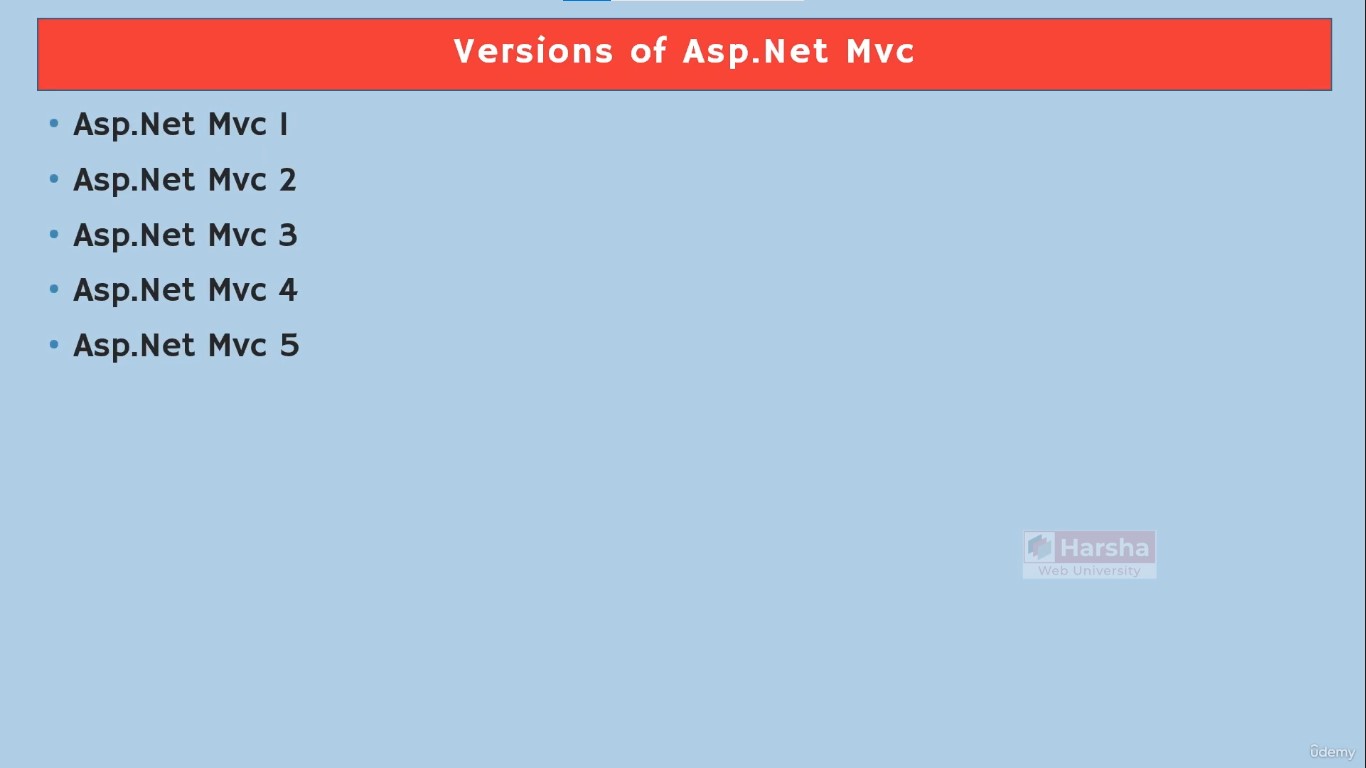 Versions of Asp.Net Mvc
• Asp.Net Mvc 1
• Asp.Net Mvc 2
• Asp.Net Mvc 3
• Asp.Net Mvc 4
• Asp.Net Mvc 5
Harsha
Web University
ûdemy